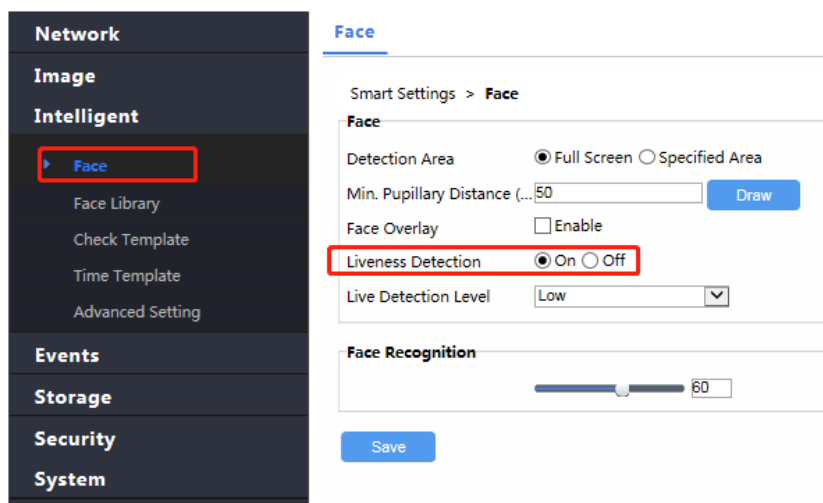 Network
Image
Intelligent
Face
Face Library
Check Template
Time Template
Advanced Setting
Events
Storage
Security
System
Face
Smart Settings > Face
Face
Detection Area Full Screen Specified Area
Min. Pupillary Distance (... 50 Draw
Face Overlay Enable
Liveness Detection On Off
Live Detection Level Low
Face Recognition
60
Save